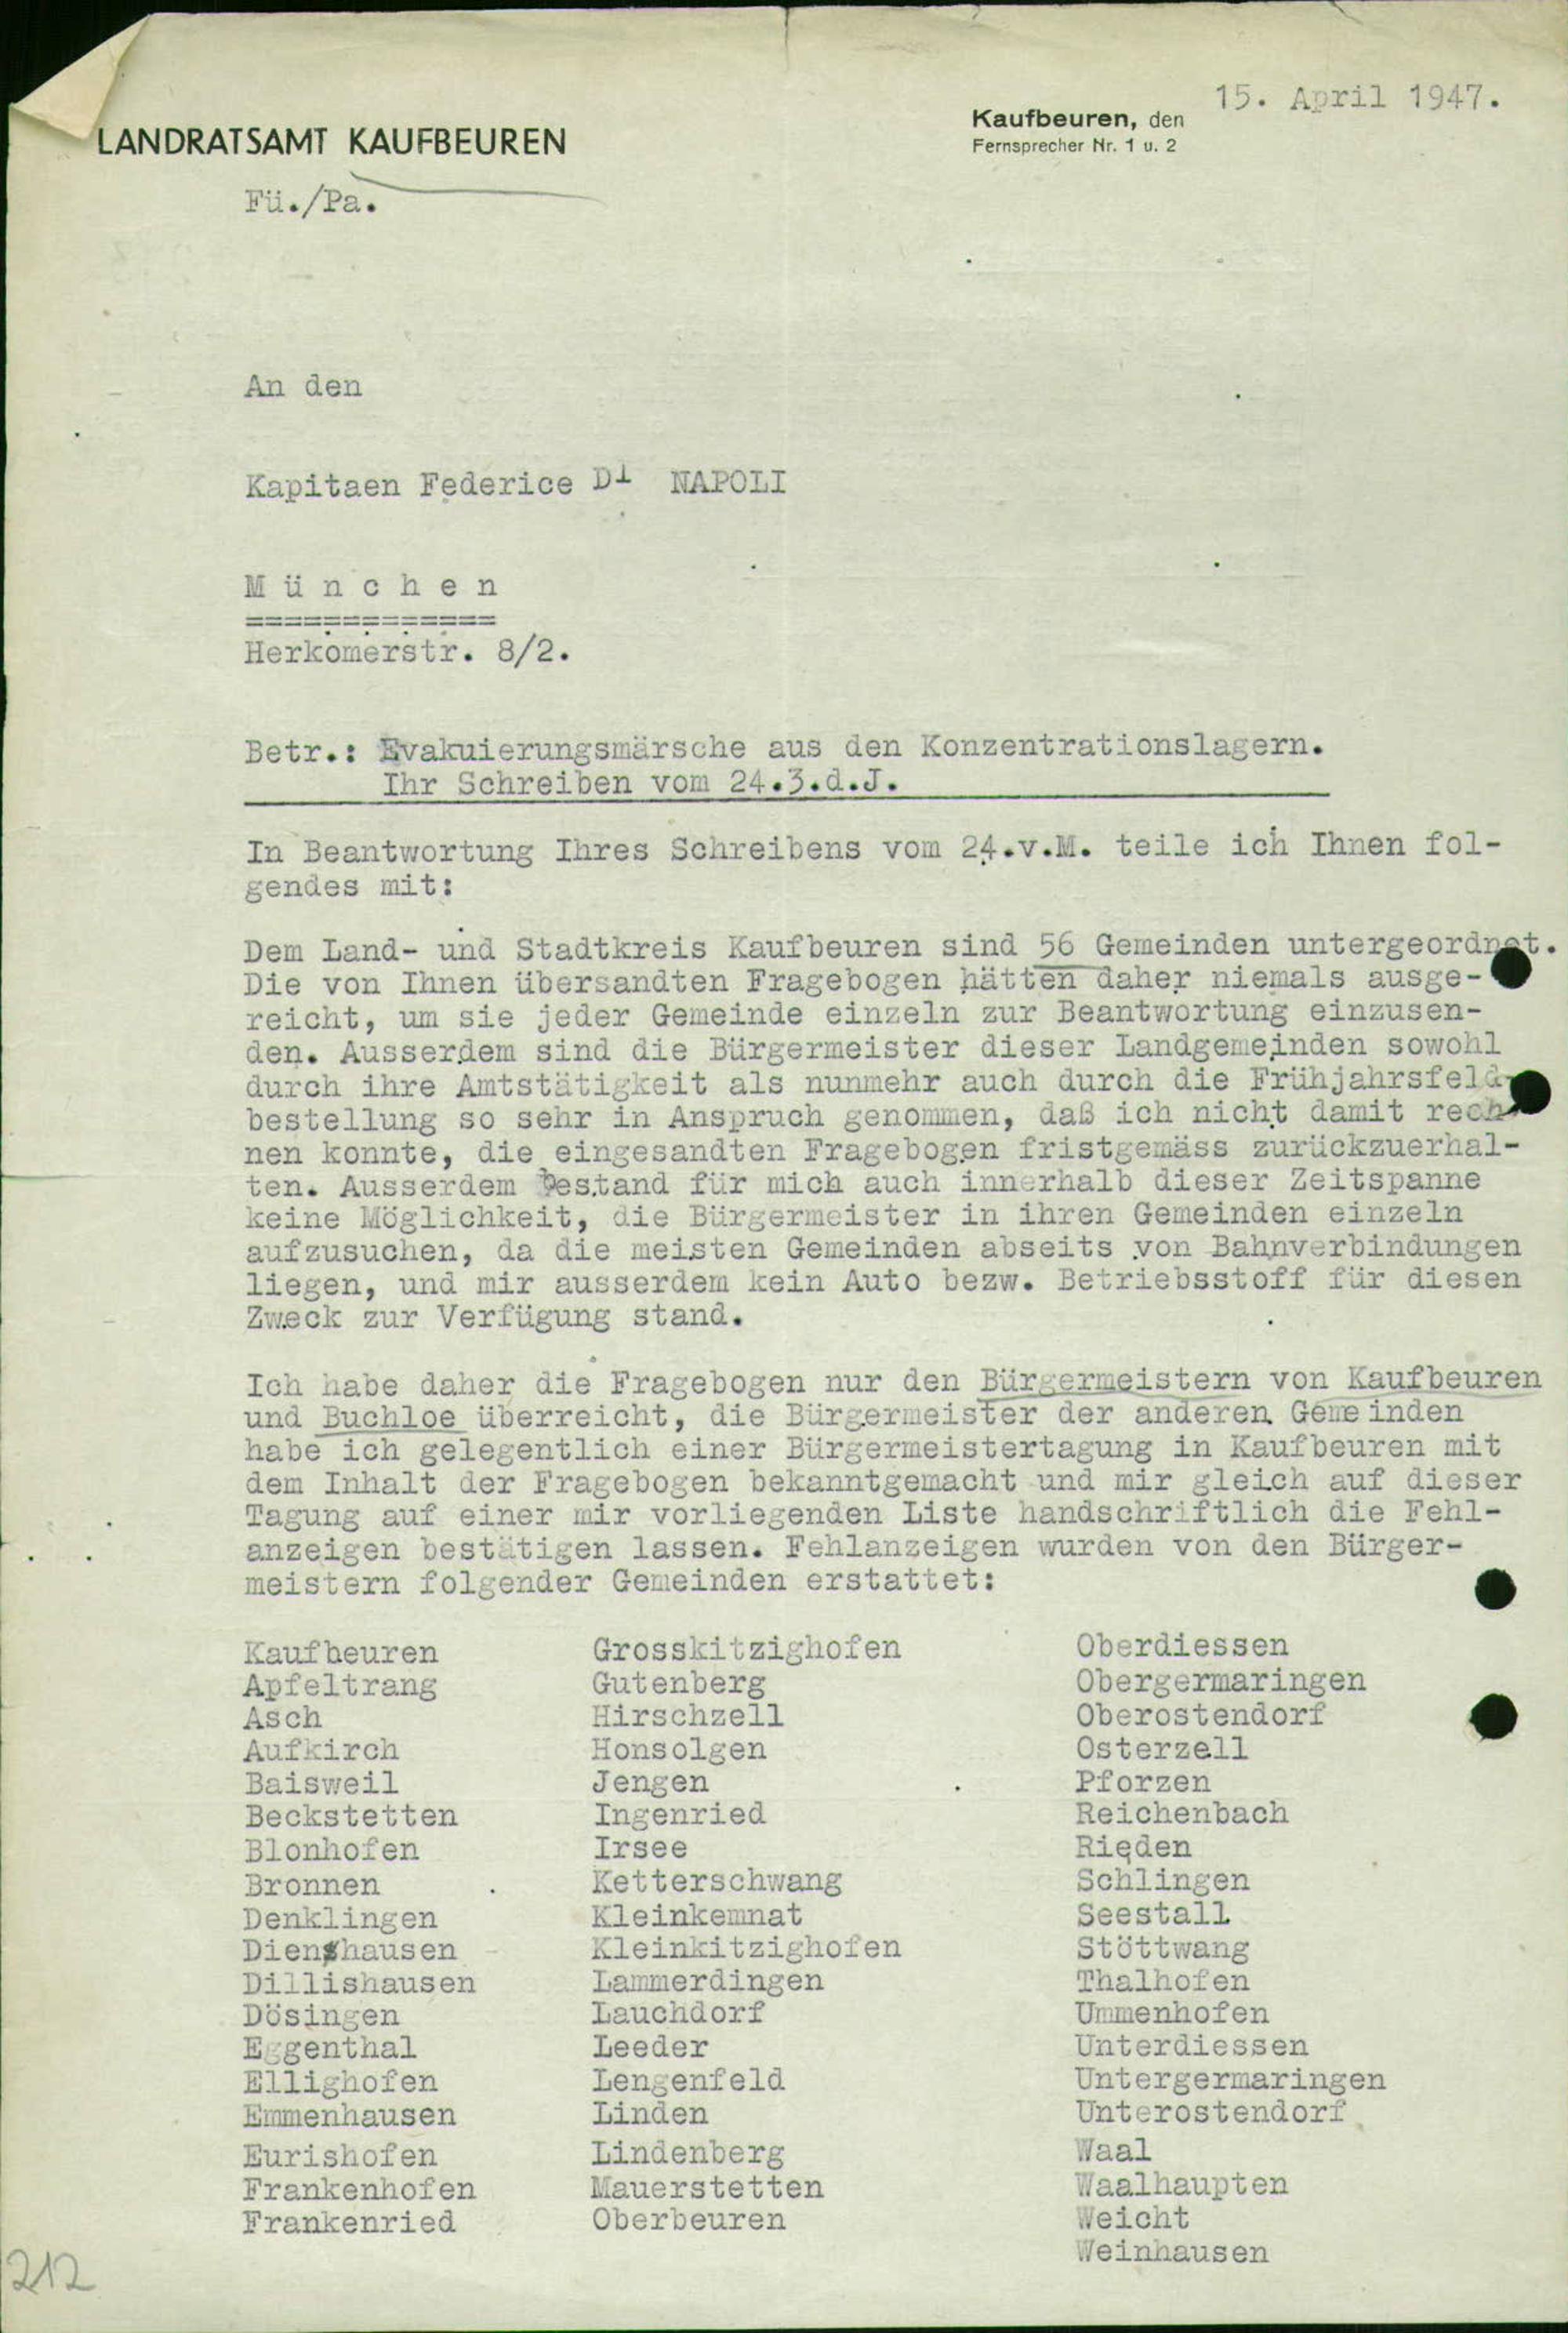 15. April 1947.
Kaufbeuren, den
LANDRATSAMT KAUFBEUREN
Fernsprecher Nr. 1 u. 2
Fü./Pa.
An den
Kapitaen Federice Di NAPOLI
M ü n c h e n
=============
Herkomerstr. 8/2.
Betr.: Evakuierungsmärsche aus den Konzentrationslagern.
Ihr Schreiben vom 24.3.d.J.
In Beantwortung Ihres Schreibens vom 24.v.M. teile ich Ihnen fol-
gendes mit:
Dem Land- und Stadtkreis Kaufbeuren sind 56 Gemeinden untergeordnet.
Die von Ihnen übersandten Fragebogen hätten daher niemals ausge-
reicht, um sie jeder Gemeinde einzeln zur Beantwortung einzusen-
den. Ausserdem sind die Bürgermeister dieser Landgemeinden sowohl
durch ihre Amtstätigkeit als nunmehr auch durch die Frühjahrsfeld-
bestellung so sehr in Anspruch genommen, daß ich nicht damit rech-
nen konnte, die eingesandten Fragebogen fristgemäss zurückzuerhal-
ten. Ausserdem bestand für mich auch innerhalb dieser Zeitspanne
keine Möglichkeit, die Bürgermeister in ihren Gemeinden einzeln
aufzusuchen, da die meisten Gemeinden abseits von Bahnverbindungen
liegen, und mir ausserdem kein Auto bezw. Betriebsstoff für diesen
Zweck zur Verfügung stand.
Ich habe daher die Fragebogen nur den Bürgermeistern von Kaufbeuren
und Buchloe überreicht, die Bürgermeister der anderen Gemeinden
habe ich gelegentlich einer Bürgermeistertagung in Kaufbeuren mit
dem Inhalt der Fragebogen bekanntgemacht und mir gleich auf dieser
Tagung auf einer mir vorliegenden Liste handschriftlich die Fehl-
anzeigen bestätigen lassen. Fehlanzeigen wurden von den Bürger-
meistern folgender Gemeinden erstattet:
Kaufbeuren Grosskitzighofen Oberdiessen
Apfeltrang Gutenberg Obergermaringen
Asch Hirschzell Oberostendorf
Aufkirch Honsolgen Osterzell
Baisweil Jengen Pforzen
Beckstetten Ingenried Reichenbach
Blonhofen Irsee Rieden
Bronnen Ketterschwang Schlingen
Denklingen Kleinkemnat Seestall
Dienshausen Kleinkitzighofen Stöttwang
Dillishausen Lammerdingen Thalhofen
Dösingen Lauchdorf Ummenhofen
Eggenthal Leeder Unterdiessen
Ellighofen Lengenfeld Untergermaringen
Emmenhausen Linden Unterostendorf
Eurishofen Lindenberg Waal
Frankenhofen Mauerstetten Waalhaupten
Frankenried Oberbeuren Weicht
Weinhausen
212